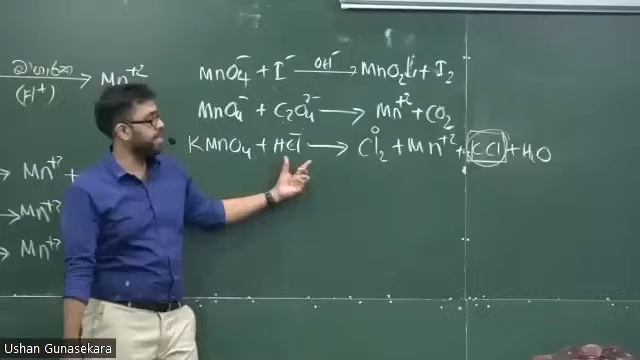 MnO₄⁻ + I⁻ —OH⁻→ MnO₂ + I₂
(H⁺) → Mn⁺²
MnO₄⁻ + C₂O₄²⁻ → Mn⁺² + CO₂
KMnO₄ + HCl⁻ → Cl₂⁰ + Mn⁺² + KCl + H₂O
→ Mn⁺² +
→ Mn⁺²
→ Mn⁺²
Ushan Gunasekara